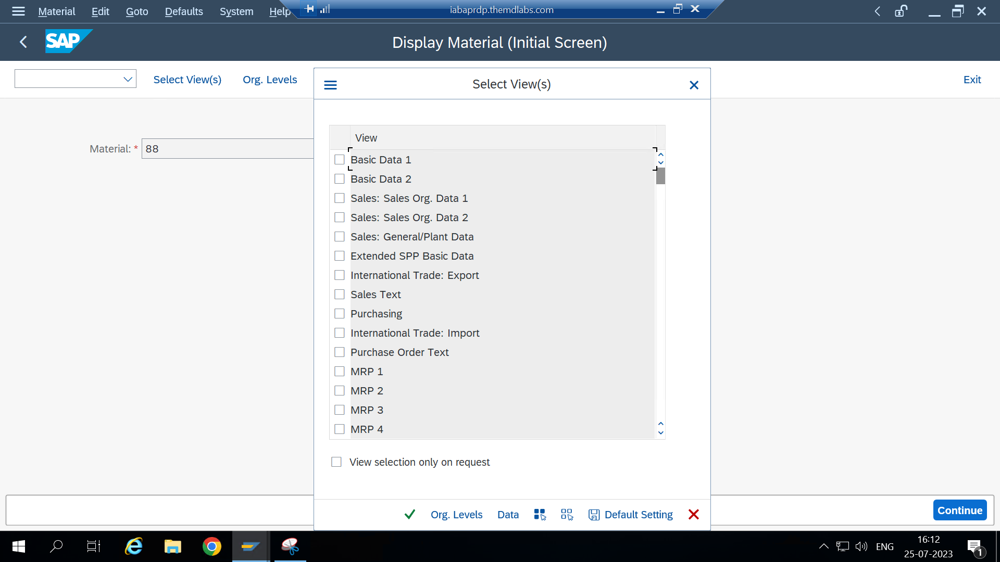 Material Edit Goto Defaults System Help
iabaprdp.themdlabs.com
SAP
Display Material (Initial Screen)
Select View(s) Org. Levels
Exit
Material: * 88
Select View(s)
View
Basic Data 1
Basic Data 2
Sales: Sales Org. Data 1
Sales: Sales Org. Data 2
Sales: General/Plant Data
Extended SPP Basic Data
International Trade: Export
Sales Text
Purchasing
International Trade: Import
Purchase Order Text
MRP 1
MRP 2
MRP 3
MRP 4
View selection only on request
Org. Levels Data Default Setting
Continue
ENG
16:12
25-07-2023
1